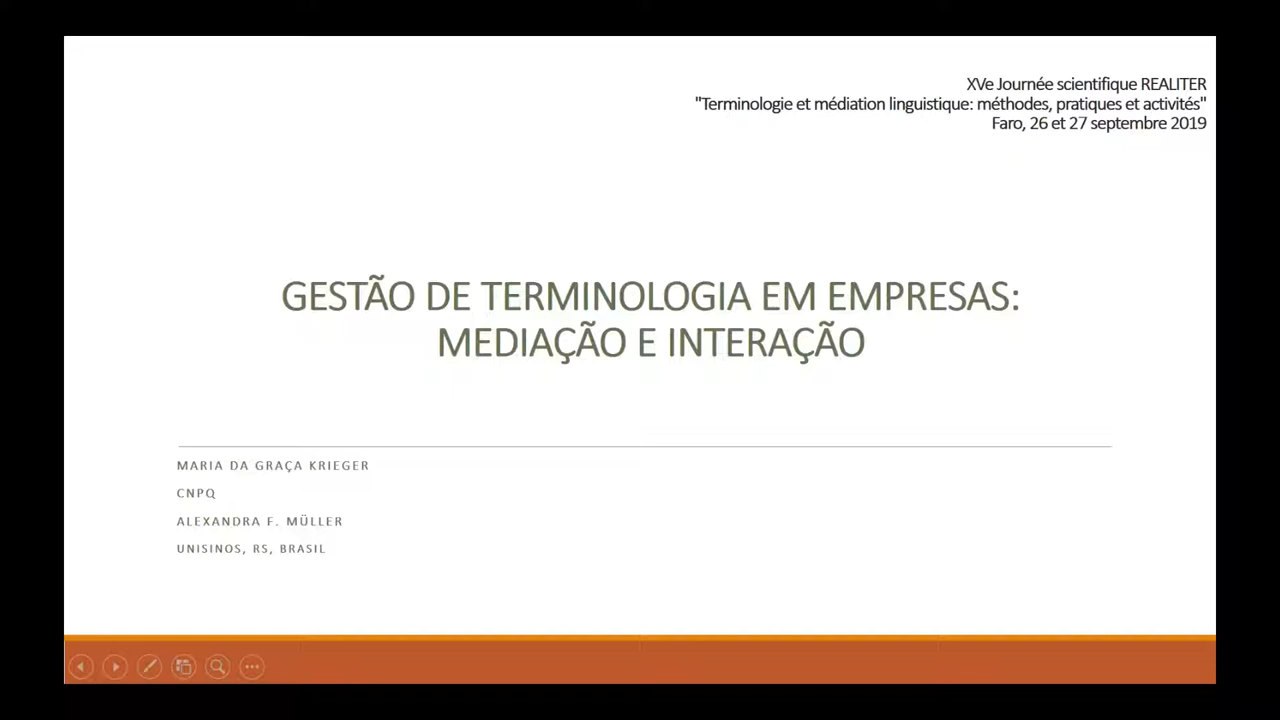 XVe Journée scientifique REALITER
"Terminologie et médiation linguistique: méthodes, pratiques et activités"
Faro, 26 et 27 septembre 2019
GESTÃO DE TERMINOLOGIA EM EMPRESAS:
MEDIAÇÃO E INTERAÇÃO
MARIA DA GRAÇA KRIEGER
CNPQ
ALEXANDRA F. MÜLLER
UNISINOS, RS, BRASIL